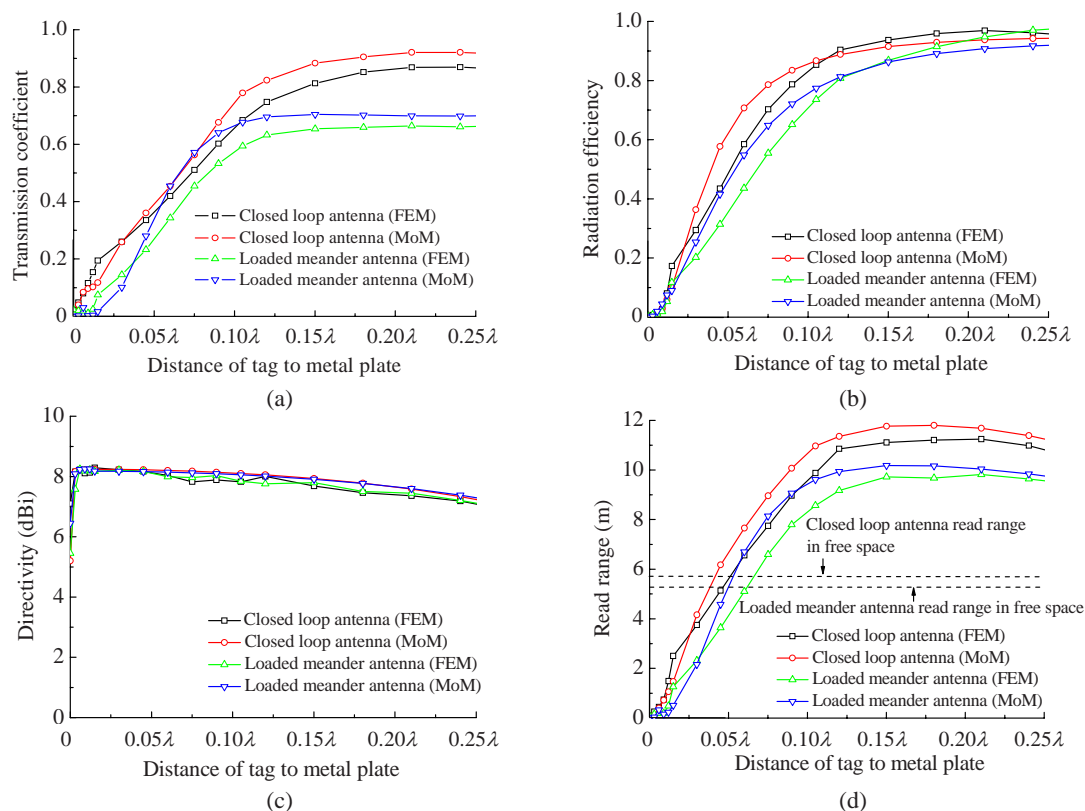 1.0
0.8
0.6
0.4
0.2
0
Transmission coefficient
Closed loop antenna (FEM)
Closed loop antenna (MoM)
Loaded meander antenna (FEM)
Loaded meander antenna (MoM)
0 0.05λ 0.10λ 0.15λ 0.20λ 0.25λ
Distance of tag to metal plate
(a)
1.0
0.8
0.6
0.4
0.2
0
Radiation efficiency
Closed loop antenna (FEM)
Closed loop antenna (MoM)
Loaded meander antenna (FEM)
Loaded meander antenna (MoM)
0 0.05λ 0.10λ 0.15λ 0.20λ 0.25λ
Distance of tag to metal plate
(b)
10
8
6
4
2
0
Directivity (dBi)
Closed loop antenna (FEM)
Closed loop antenna (MoM)
Loaded meander antenna (FEM)
Loaded meander antenna (MoM)
0 0.05λ 0.10λ 0.15λ 0.20λ 0.25λ
Distance of tag to metal plate
(c)
12
10
8
6
4
2
0
Read range (m)
Closed loop antenna read range
in free space
Loaded meander antenna read range in free space
Closed loop antenna (FEM)
Closed loop antenna (MoM)
Loaded meander antenna (FEM)
Loaded meander antenna (MoM)
0 0.05λ 0.10λ 0.15λ 0.20λ 0.25λ
Distance of tag to metal plate
(d)